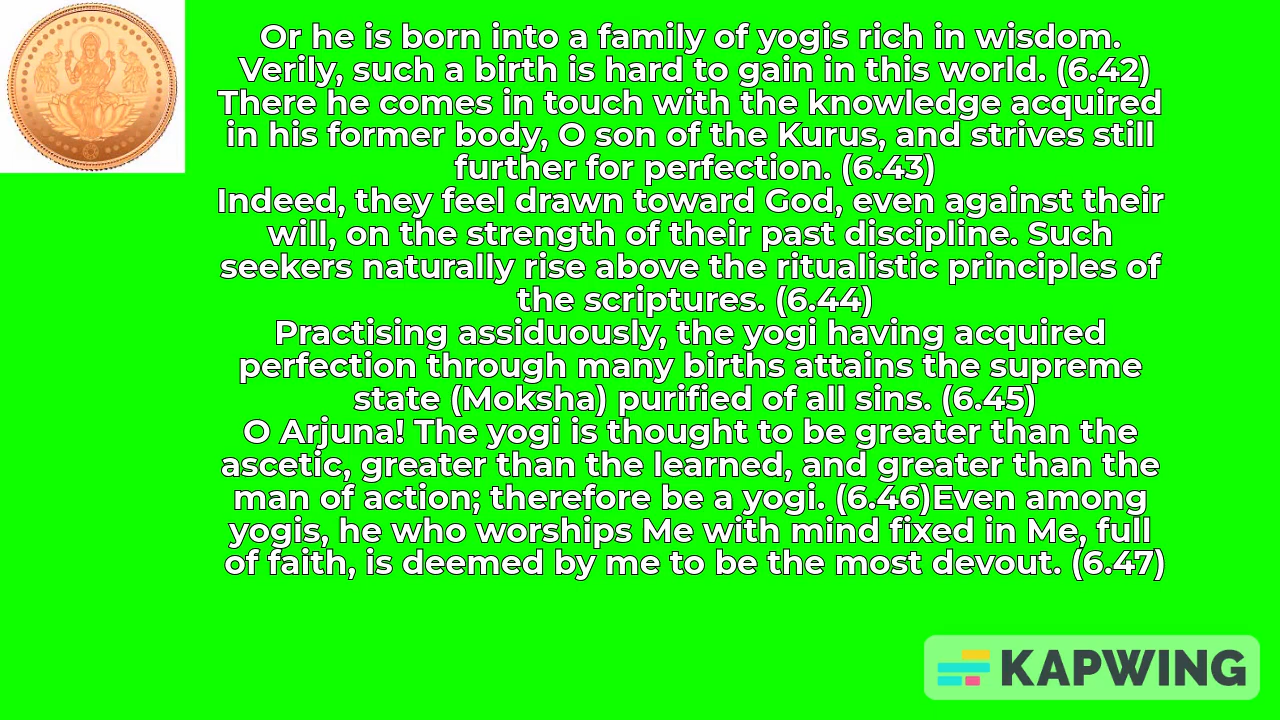 Or he is born into a family of yogis rich in wisdom.
Verily, such a birth is hard to gain in this world. (6.42)
There he comes in touch with the knowledge acquired
in his former body, O son of the Kurus, and strives still
further for perfection. (6.43)
Indeed, they feel drawn toward God, even against their
will, on the strength of their past discipline. Such
seekers naturally rise above the ritualistic principles of
the scriptures. (6.44)
Practising assiduously, the yogi having acquired
perfection through many births attains the supreme
state (Moksha) purified of all sins. (6.45)
O Arjuna! The yogi is thought to be greater than the
ascetic, greater than the learned, and greater than the
man of action; therefore be a yogi. (6.46)Even among
yogis, he who worships Me with mind fixed in Me, full
of faith, is deemed by me to be the most devout. (6.47)
KAPWING